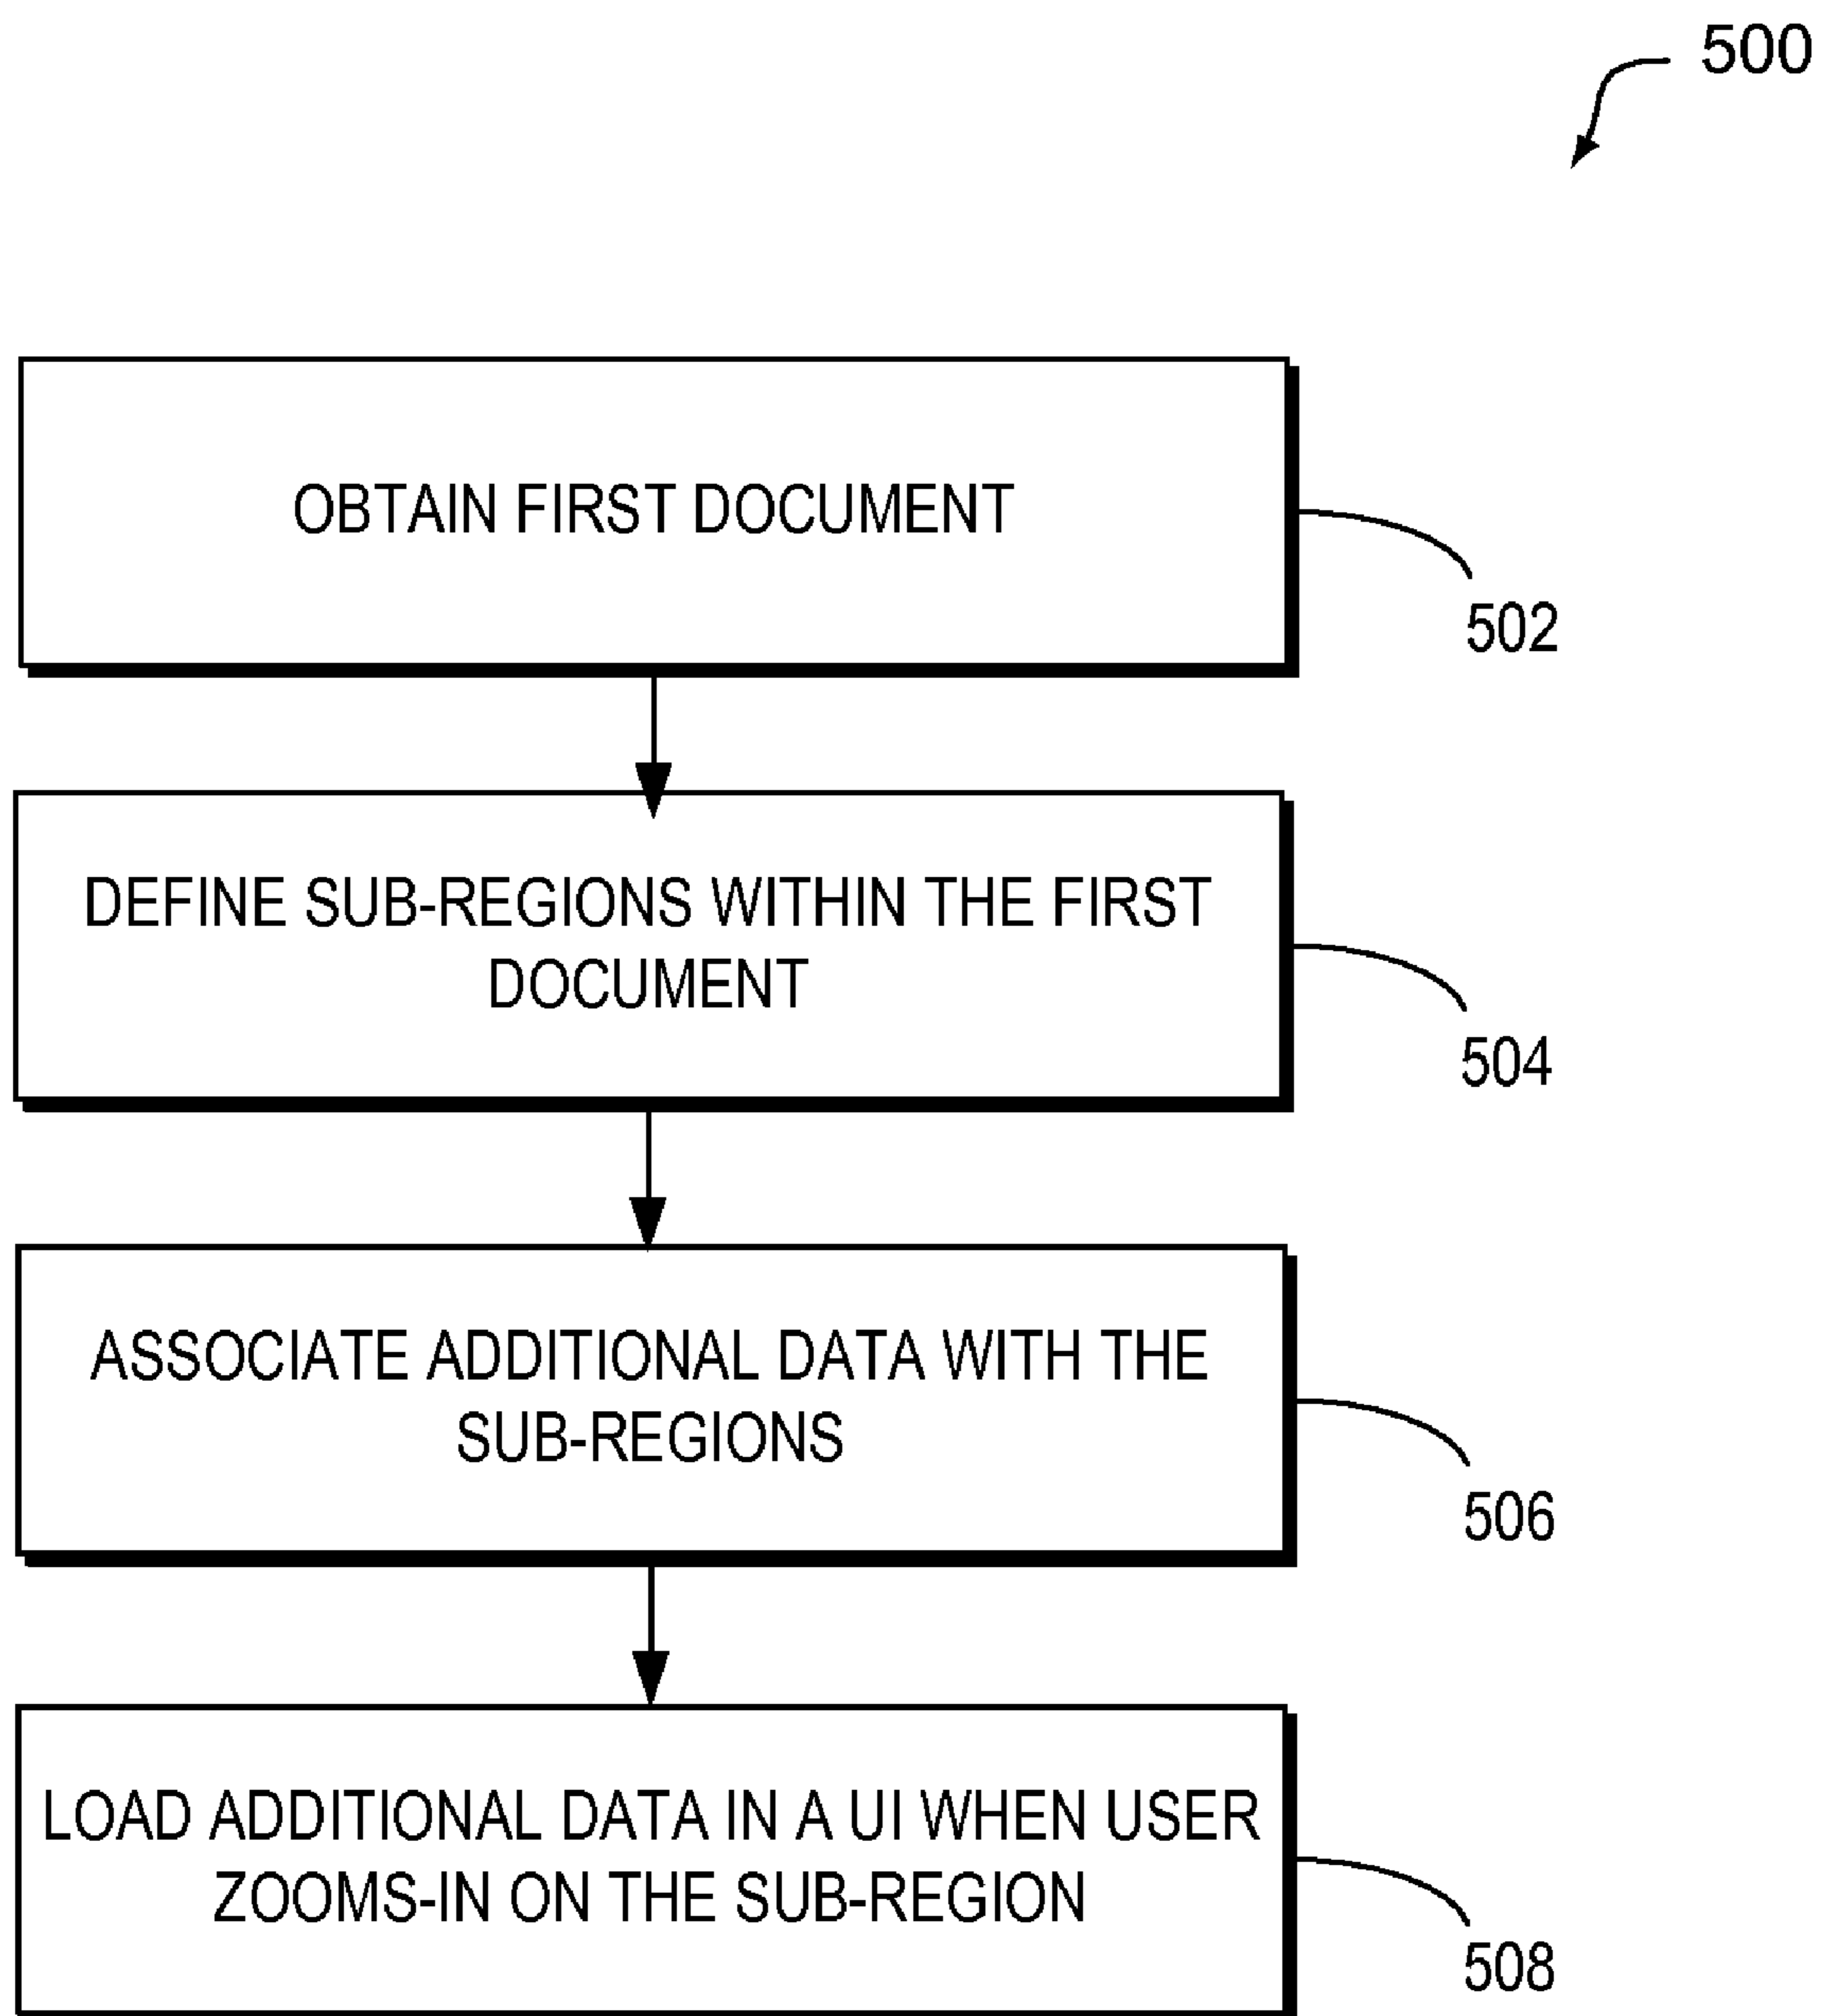 500
OBTAIN FIRST DOCUMENT
502
DEFINE SUB-REGIONS WITHIN THE FIRST
DOCUMENT
504
ASSOCIATE ADDITIONAL DATA WITH THE
SUB-REGIONS
506
LOAD ADDITIONAL DATA IN A UI WHEN USER
ZOOMS-IN ON THE SUB-REGION
508